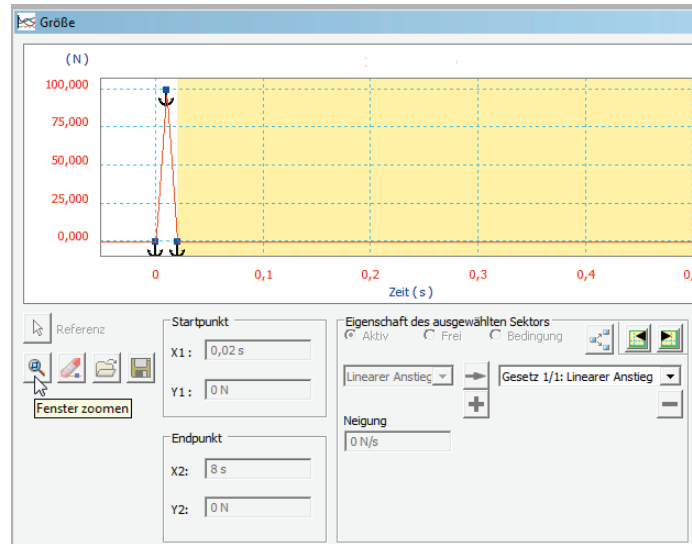 Größe
(N)
100,000
75,000
50,000
25,000
0,000
0
0,1
0,2
0,3
0,4
Zeit (s)
Referenz
Fenster zoomen
Startpunkt
X1: 0,02 s
Y1: 0 N
Endpunkt
X2: 8 s
Y2: 0 N
Eigenschaft des ausgewählten Sektors
Aktiv Frei Bedingung
Linearer Anstieg Gesetz 1/1: Linearer Anstieg
Neigung
0 N/s